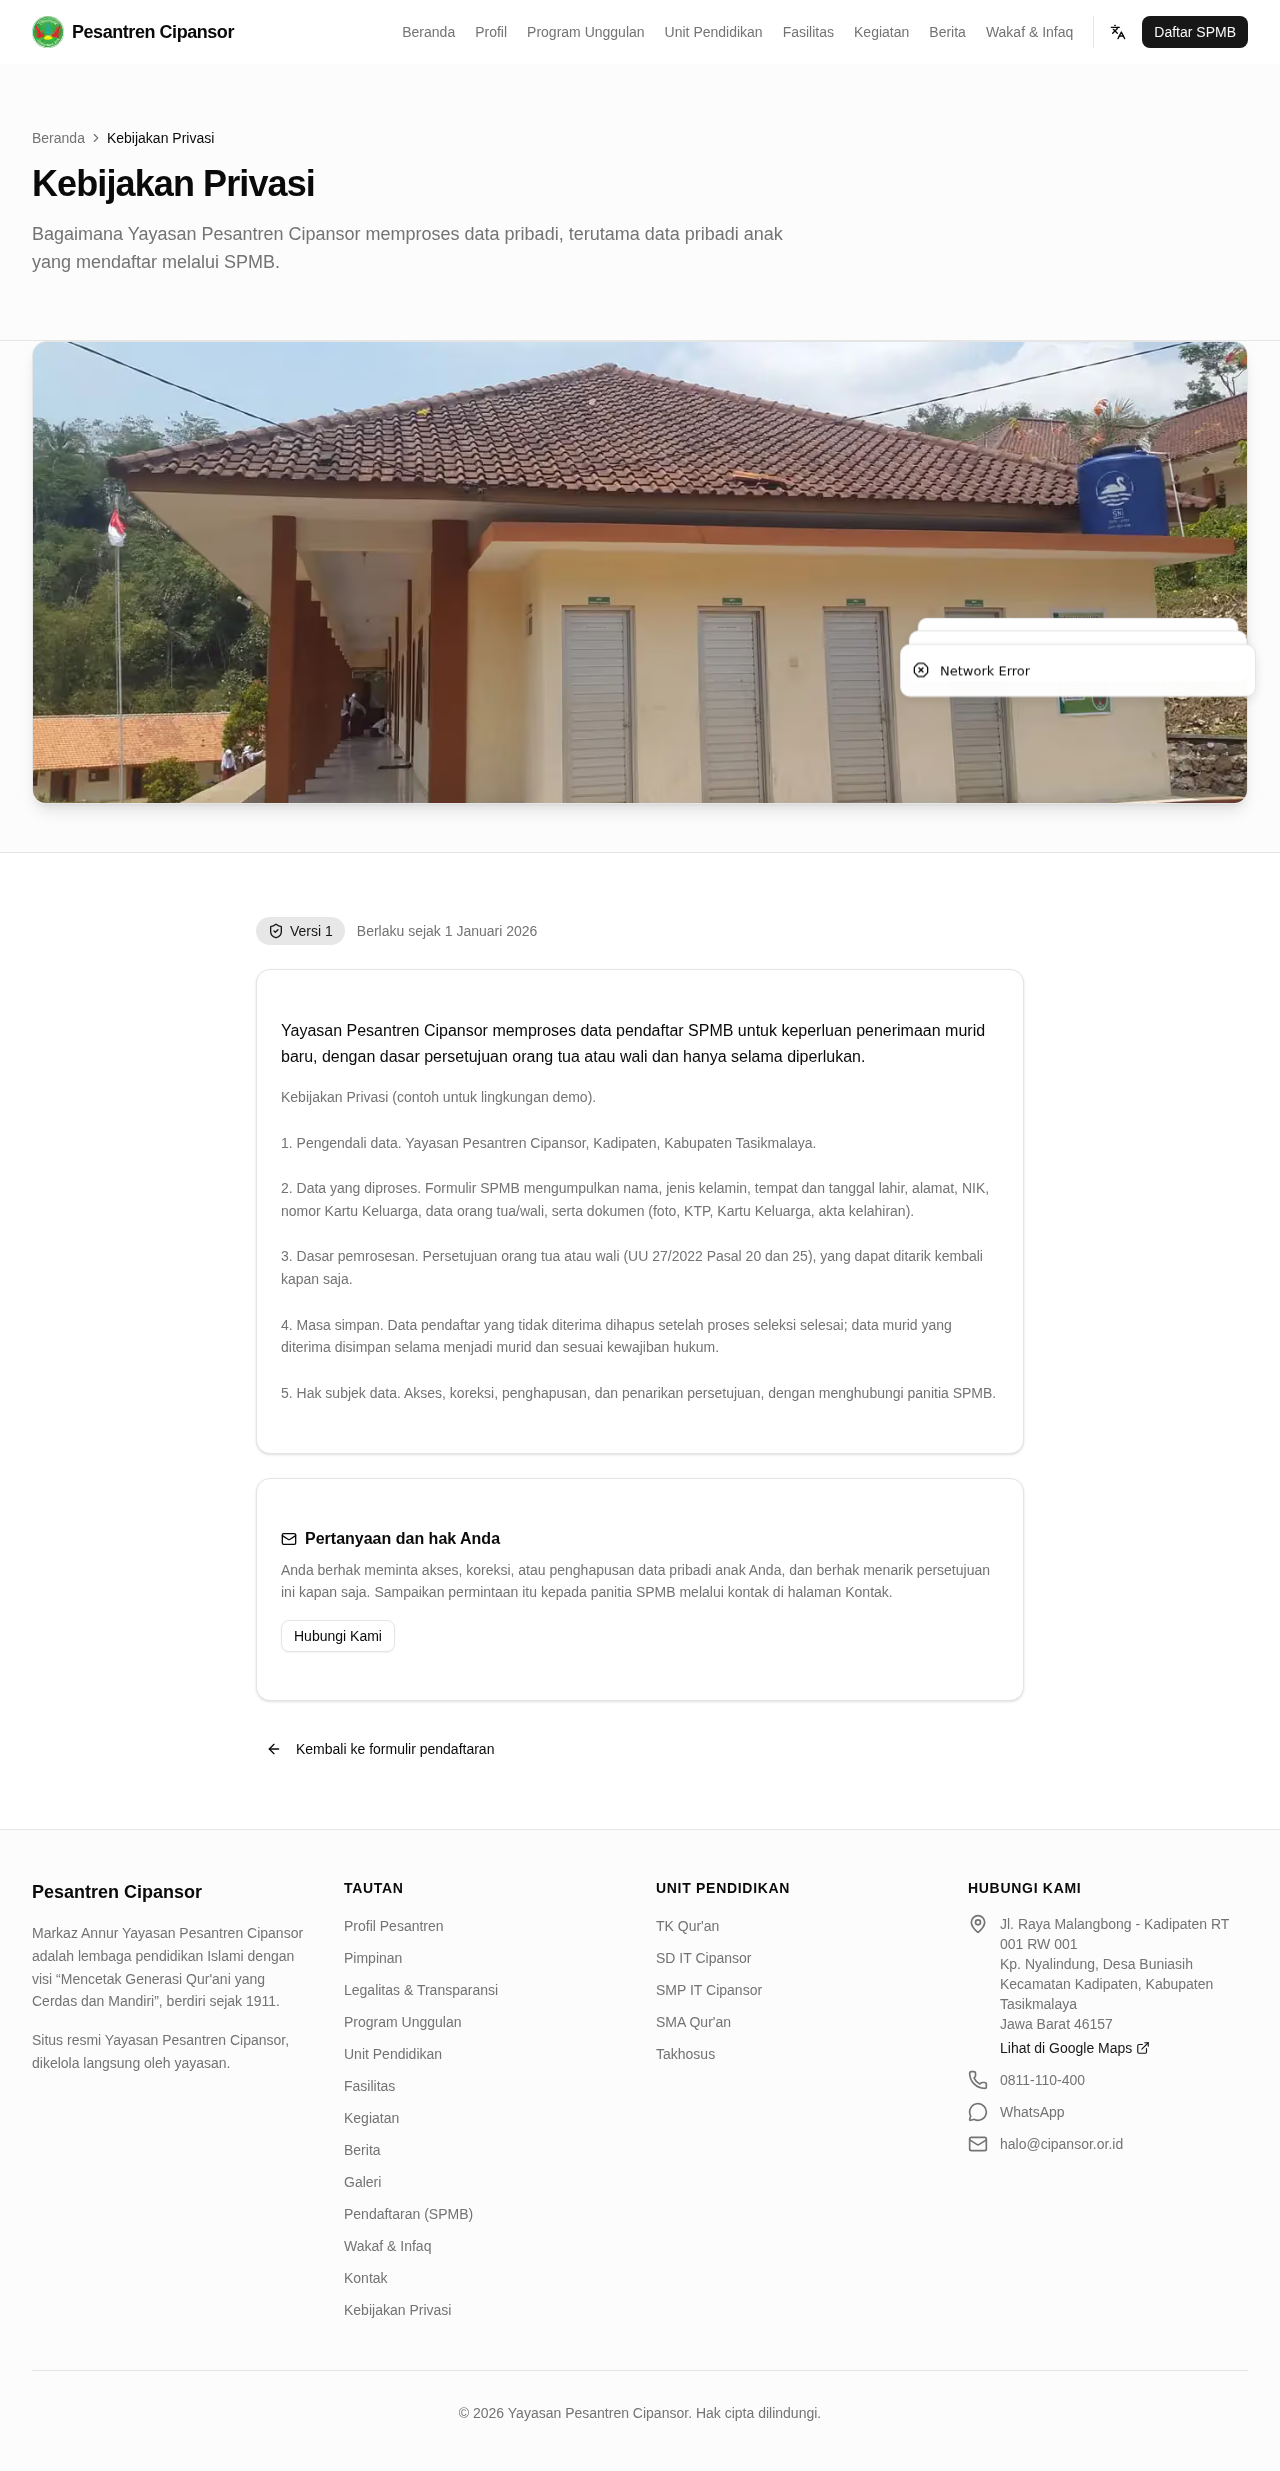 Pesantren Cipansor
Beranda
Profil
Program Unggulan
Unit Pendidikan
Fasilitas
Kegiatan
Berita
Wakaf & Infaq
Daftar SPMB
Beranda
Kebijakan Privasi
Kebijakan Privasi
Bagaimana Yayasan Pesantren Cipansor memproses data pribadi, terutama data pribadi anak
yang mendaftar melalui SPMB.
Network Error
Versi 1
Berlaku sejak 1 Januari 2026
Yayasan Pesantren Cipansor memproses data pendaftar SPMB untuk keperluan penerimaan murid
baru, dengan dasar persetujuan orang tua atau wali dan hanya selama diperlukan.
Kebijakan Privasi (contoh untuk lingkungan demo).
1. Pengendali data. Yayasan Pesantren Cipansor, Kadipaten, Kabupaten Tasikmalaya.
2. Data yang diproses. Formulir SPMB mengumpulkan nama, jenis kelamin, tempat dan tanggal lahir, alamat, NIK,
nomor Kartu Keluarga, data orang tua/wali, serta dokumen (foto, KTP, Kartu Keluarga, akta kelahiran).
3. Dasar pemrosesan. Persetujuan orang tua atau wali (UU 27/2022 Pasal 20 dan 25), yang dapat ditarik kembali
kapan saja.
4. Masa simpan. Data pendaftar yang tidak diterima dihapus setelah proses seleksi selesai; data murid yang
diterima disimpan selama menjadi murid dan sesuai kewajiban hukum.
5. Hak subjek data. Akses, koreksi, penghapusan, dan penarikan persetujuan, dengan menghubungi panitia SPMB.
Pertanyaan dan hak Anda
Anda berhak meminta akses, koreksi, atau penghapusan data pribadi anak Anda, dan berhak menarik persetujuan
ini kapan saja. Sampaikan permintaan itu kepada panitia SPMB melalui kontak di halaman Kontak.
Hubungi Kami
Kembali ke formulir pendaftaran
Pesantren Cipansor
Markaz Annur Yayasan Pesantren Cipansor
adalah lembaga pendidikan Islami dengan
visi “Mencetak Generasi Qur'ani yang
Cerdas dan Mandiri”, berdiri sejak 1911.
Situs resmi Yayasan Pesantren Cipansor,
dikelola langsung oleh yayasan.
TAUTAN
Profil Pesantren
Pimpinan
Legalitas & Transparansi
Program Unggulan
Unit Pendidikan
Fasilitas
Kegiatan
Berita
Galeri
Pendaftaran (SPMB)
Wakaf & Infaq
Kontak
Kebijakan Privasi
UNIT PENDIDIKAN
TK Qur'an
SD IT Cipansor
SMP IT Cipansor
SMA Qur'an
Takhosus
HUBUNGI KAMI
Jl. Raya Malangbong - Kadipaten RT
001 RW 001
Kp. Nyalindung, Desa Buniasih
Kecamatan Kadipaten, Kabupaten
Tasikmalaya
Jawa Barat 46157
Lihat di Google Maps
0811-110-400
WhatsApp
halo@cipansor.or.id
© 2026 Yayasan Pesantren Cipansor. Hak cipta dilindungi.